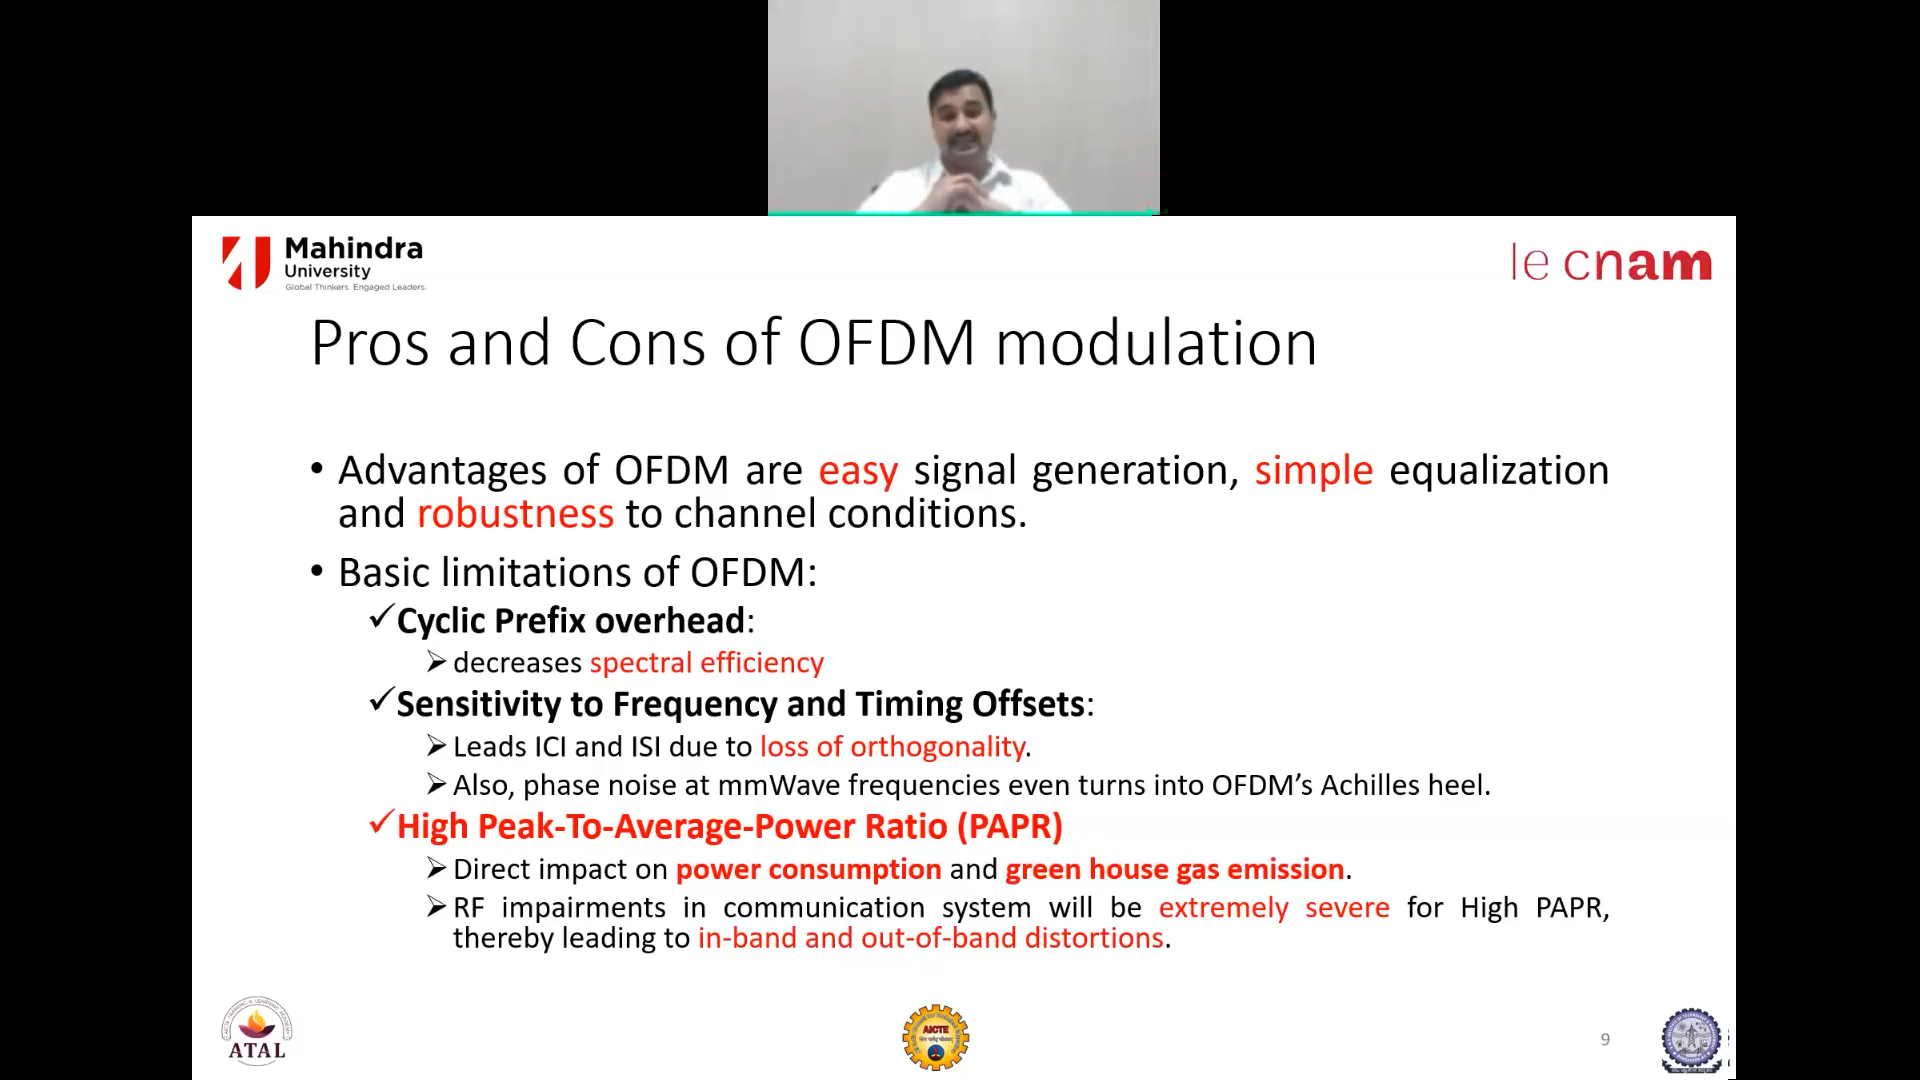 Mahindra
University
Global Thinkers. Engaged Leaders.
le cnam
Pros and Cons of OFDM modulation
• Advantages of OFDM are easy signal generation, simple equalization
and robustness to channel conditions.
• Basic limitations of OFDM:
✓Cyclic Prefix overhead:
➢decreases spectral efficiency
✓Sensitivity to Frequency and Timing Offsets:
➢Leads ICI and ISI due to loss of orthogonality.
➢Also, phase noise at mmWave frequencies even turns into OFDM’s Achilles heel.
✓High Peak-To-Average-Power Ratio (PAPR)
➢Direct impact on power consumption and green house gas emission.
➢RF impairments in communication system will be extremely severe for High PAPR,
thereby leading to in-band and out-of-band distortions.
ATAL
AICTE
9